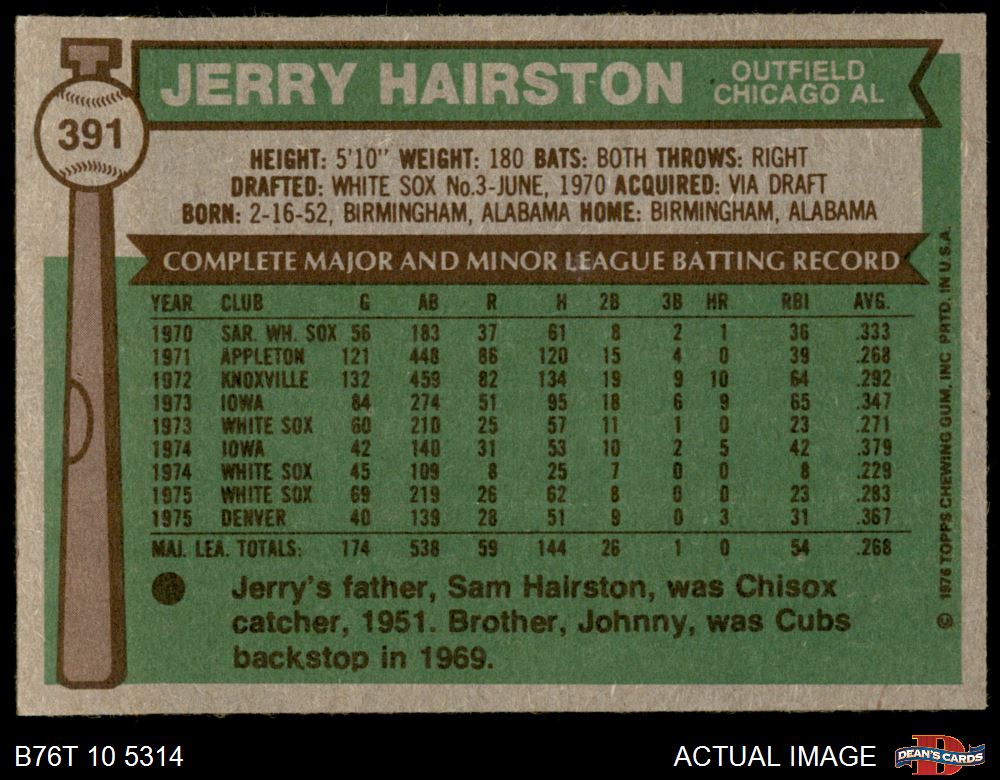 JERRY HAIRSTON
OUTFIELD
CHICAGO AL
391
HEIGHT: 5'10" WEIGHT: 180 BATS: BOTH THROWS: RIGHT
DRAFTED: WHITE SOX No.3-JUNE, 1970 ACQUIRED: VIA DRAFT
BORN: 2-16-52, BIRMINGHAM, ALABAMA HOME: BIRMINGHAM, ALABAMA
COMPLETE MAJOR AND MINOR LEAGUE BATTING RECORD
YEAR CLUB G AB R H 2B 3B HR RBI AVG.
1970 SAR. WH. SOX 56 183 37 61 8 2 1 36 .333
1971 APPLETON 121 448 86 120 15 4 0 39 .268
1972 KNOXVILLE 132 459 82 134 19 9 10 64 .292
1973 IOWA 84 274 51 95 18 6 9 65 .347
1973 WHITE SOX 60 210 25 57 11 1 0 23 .271
1974 IOWA 42 140 31 53 10 2 5 42 .379
1974 WHITE SOX 45 109 8 25 7 0 0 8 .229
1975 WHITE SOX 69 219 26 62 8 0 0 23 .283
1975 DENVER 40 139 28 51 9 0 3 31 .367
MAJ. LEA. TOTALS: 174 538 59 144 26 1 0 54 .268
Jerry's father, Sam Hairston, was Chisox
catcher, 1951. Brother, Johnny, was Cubs
backstop in 1969.
© 1976 TOPPS CHEWING GUM, INC. PRTD. IN U.S.A.
B76T 10 5314
ACTUAL IMAGE
DEAN'S CARDS